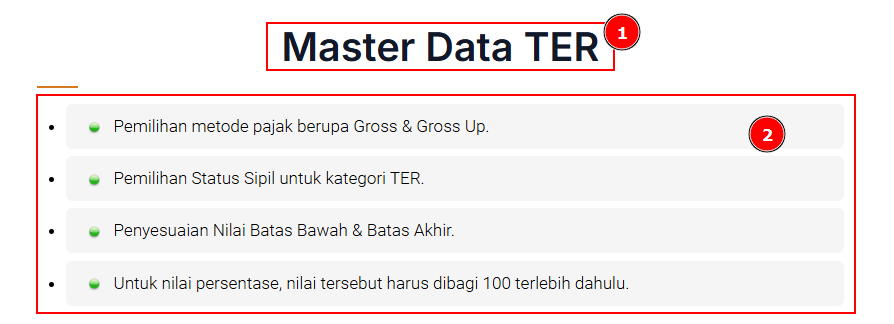 Master Data TER
1
Pemilihan metode pajak berupa Gross & Gross Up.
2
Pemilihan Status Sipil untuk kategori TER.
Penyesuaian Nilai Batas Bawah & Batas Akhir.
Untuk nilai persentase, nilai tersebut harus dibagi 100 terlebih dahulu.